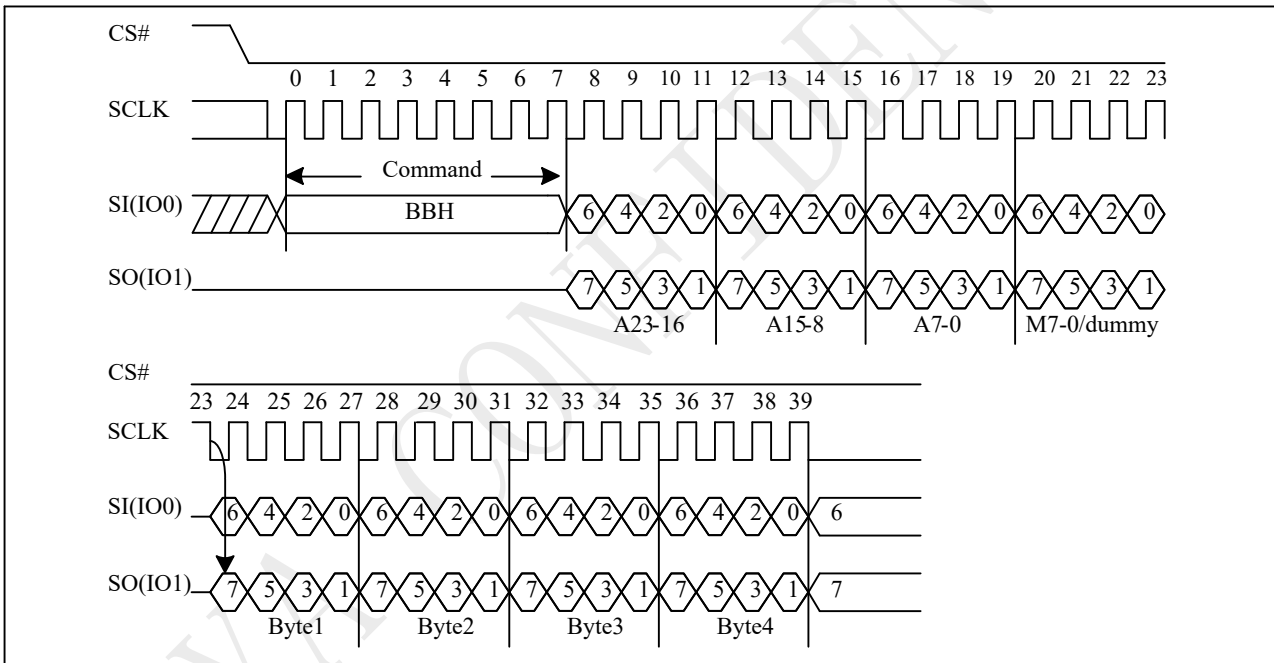 CS#
0 1 2 3 4 5 6 7 8 9 10 11 12 13 14 15 16 17 18 19 20 21 22 23
SCLK
Command
SI(IO0) BBH 6 4 2 0 6 4 2 0 6 4 2 0 6 4 2 0
SO(IO1) 7 5 3 1 7 5 3 1 7 5 3 1 7 5 3 1
A23-16 A15-8 A7-0 M7-0/dummy
CS#
23 24 25 26 27 28 29 30 31 32 33 34 35 36 37 38 39
SCLK
SI(IO0) 6 4 2 0 6 4 2 0 6 4 2 0 6 4 2 0 6
SO(IO1) 7 5 3 1 7 5 3 1 7 5 3 1 7 5 3 1 7
Byte1 Byte2 Byte3 Byte4